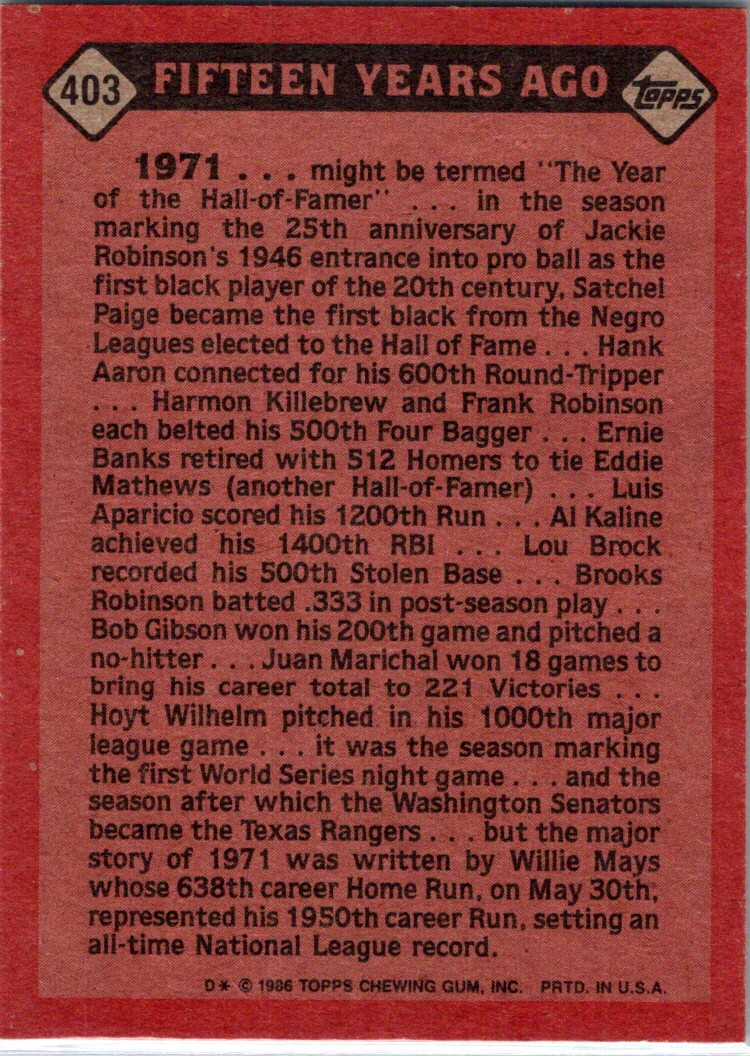 403 FIFTEEN YEARS AGO Topps
1971 . . . might be termed "The Year
of the Hall-of-Famer" . . . in the season
marking the 25th anniversary of Jackie
Robinson's 1946 entrance into pro ball as the
first black player of the 20th century, Satchel
Paige became the first black from the Negro
Leagues elected to the Hall of Fame . . . Hank
Aaron connected for his 600th Round-Tripper
. . . Harmon Killebrew and Frank Robinson
each belted his 500th Four Bagger . . . Ernie
Banks retired with 512 Homers to tie Eddie
Mathews (another Hall-of-Famer) . . . Luis
Aparicio scored his 1200th Run . . . Al Kaline
achieved his 1400th RBI . . . Lou Brock
recorded his 500th Stolen Base . . . Brooks
Robinson batted .333 in post-season play . . .
Bob Gibson won his 200th game and pitched a
no-hitter . . . Juan Marichal won 18 games to
bring his career total to 221 Victories . . .
Hoyt Wilhelm pitched in his 1000th major
league game . . . it was the season marking
the first World Series night game . . . and the
season after which the Washington Senators
became the Texas Rangers . . . but the major
story of 1971 was written by Willie Mays
whose 638th career Home Run, on May 30th,
represented his 1950th career Run, setting an
all-time National League record.
D* © 1986 TOPPS CHEWING GUM, INC. PRTD. IN U.S.A.